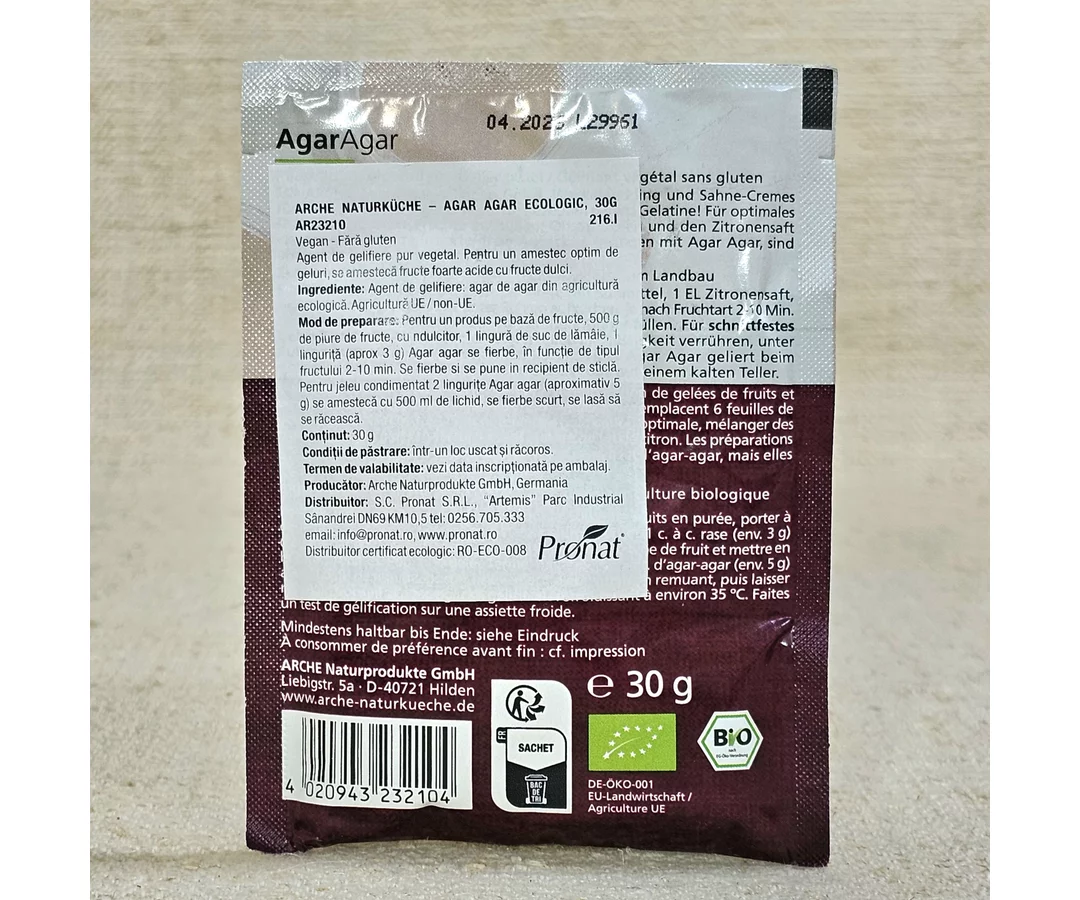 AgarAgar
04.2026 L29961
ARCHE NATURKÜCHE – AGAR AGAR ECOLOGIC, 30G
AR23210 216.I
Vegan - Fără gluten
Agent de gelifiere pur vegetal. Pentru un amestec optim de
geluri, se amestecă fructe foarte acide cu fructe dulci.
Ingrediente: Agent de gelifiere: agar de agar din agricultură
ecologică. Agricultură UE / non-UE.
Mod de preparare: Pentru un produs pe bază de fructe, 500 g
de piure de fructe, cu ndulcitor, 1 lingură de suc de lămâie, 1
linguriță (aprox 3 g) Agar agar se fierbe, în funcție de tipul
fructului 2-10 min. Se fierbe si se pune in recipient de sticlă.
Pentru jeleu condimentat 2 lingurițe Agar agar (aproximativ 5
g) se amestecă cu 500 ml de lichid, se fierbe scurt, se lasă să
se răcească.
Conținut: 30 g
Condiții de păstrare: într-un loc uscat și răcoros.
Termen de valabilitate: vezi data inscripționată pe ambalaj.
Producător: Arche Naturprodukte GmbH, Germania
Distribuitor: S.C. Pronat S.R.L., “Artemis” Parc Industrial
Sânandrei DN69 KM10,5 tel: 0256.705.333
email: info@pronat.ro, www.pronat.ro
Distribuitor certificat ecologic: RO-ECO-008
Pronat
gétal sans gluten
ing und Sahne-Cremes
Gelatine! Für optimales
und den Zitronensaft
en mit Agar Agar, sind
m Landbau
ttel, 1 EL Zitronensaft,
nach Fruchtart 2-10 Min.
üllen. Für schnittfestes
gkeit verrühren, unter
gar Agar geliert beim
einem kalten Teller.
n de gelées de fruits et
emplacent 6 feuilles de
optimale, mélanger des
citron. Les préparations
l'agar-agar, mais elles
ulture biologique
uits en purée, porter à
1 c. à c. rase (env. 3 g)
e de fruit et mettre en
. d'agar-agar (env. 5 g)
n remuant, puis laisser
à environ 35 °C. Faites
un test de gélification sur une assiette froide.
Mindestens haltbar bis Ende: siehe Eindruck
À consommer de préférence avant fin : cf. impression
ARCHE Naturprodukte GmbH
Liebigstr. 5a · D-40721 Hilden
www.arche-naturkueche.de
4 020943 232104
FR
SACHET
BAC
DE
TRI
℮ 30 g
Bio
nach
EG-Öko-Verordnung
DE-ÖKO-001
EU-Landwirtschaft /
Agriculture UE